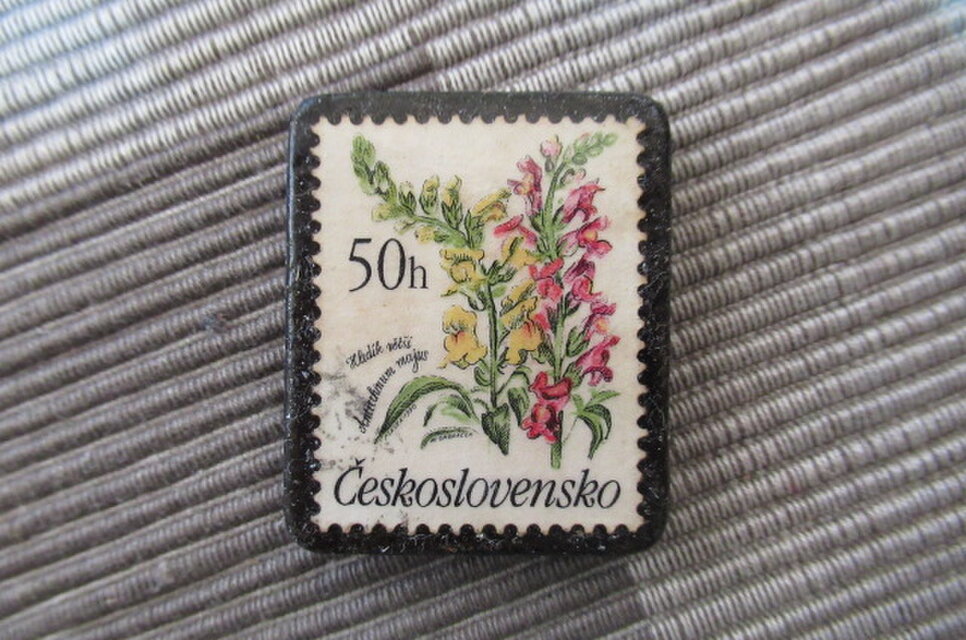 50h
Hledík větší
Antirrhinum majus
Československo